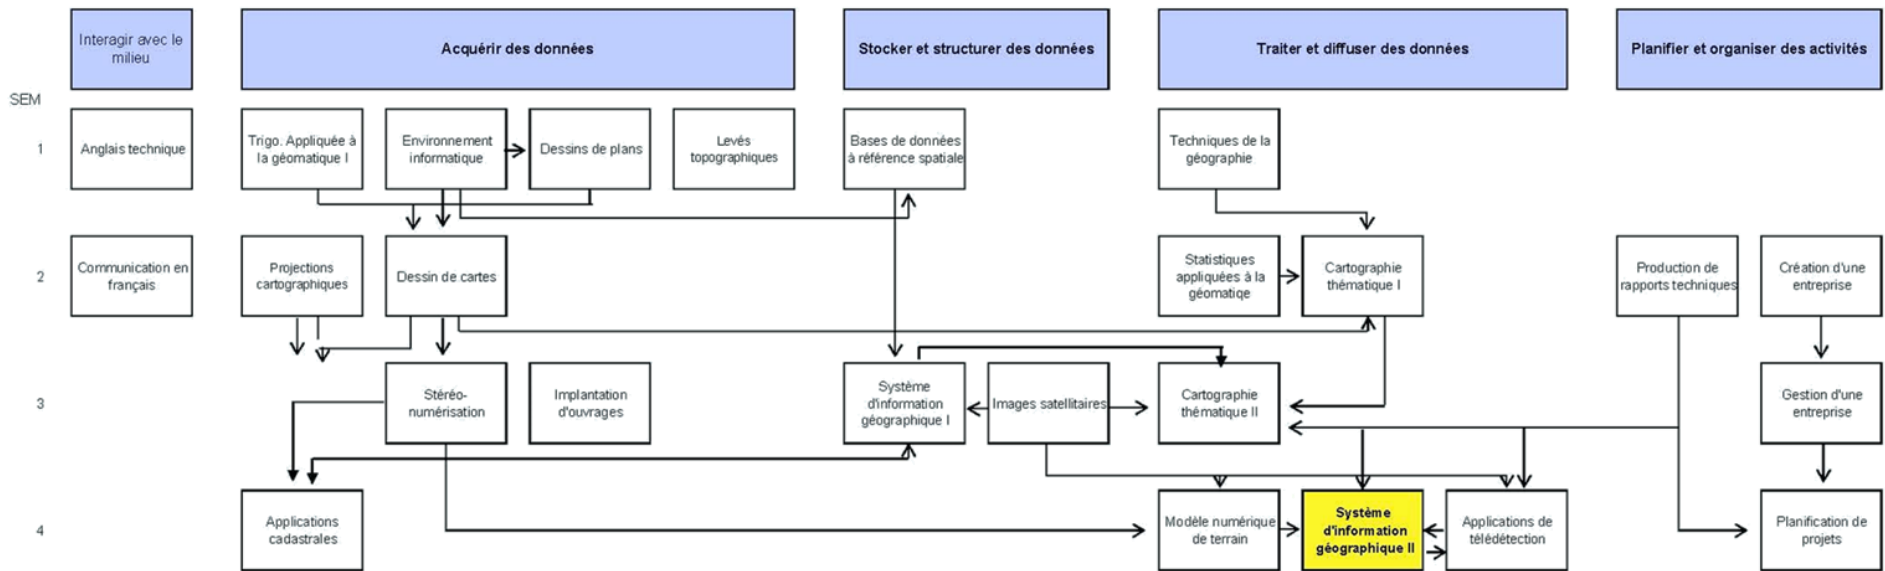 Interagir avec le
milieu
Acquérir des données
Stocker et structurer des données
Traiter et diffuser des données
Planifier et organiser des activités
SEM
1
Anglais technique
Trigo. Appliquée à
la géomatique I
Environnement
informatique
Dessins de plans
Levés
topographiques
Bases de données
à référence spatiale
Techniques de la
géographie
2
Communication en
français
Projections
cartographiques
Dessin de cartes
Statistiques
appliquées à la
géomatiqe
Cartographie
thématique I
Production de
rapports techniques
Création d'une
entreprise
3
Stéréo-
numérisation
Implantation
d'ouvrages
Système
d'information
géographique I
Images satellitaires
Cartographie
thématique II
Gestion d'une
entreprise
4
Applications
cadastrales
Modèle numérique
de terrain
Système
d'information
géographique II
Applications de
télédétection
Planification de
projets